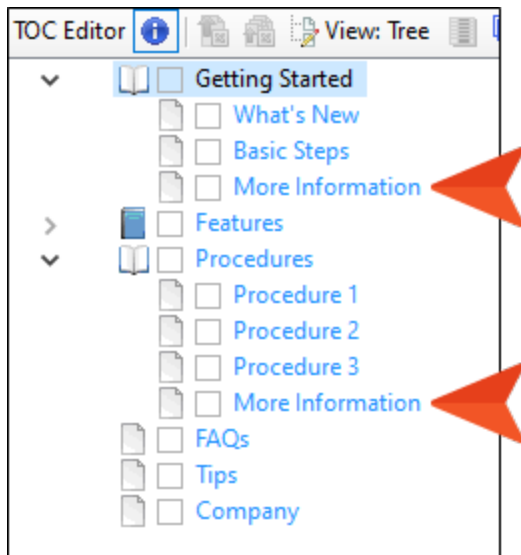 TOC Editor View: Tree
Getting Started
What's New
Basic Steps
More Information
Features
Procedures
Procedure 1
Procedure 2
Procedure 3
More Information
FAQs
Tips
Company